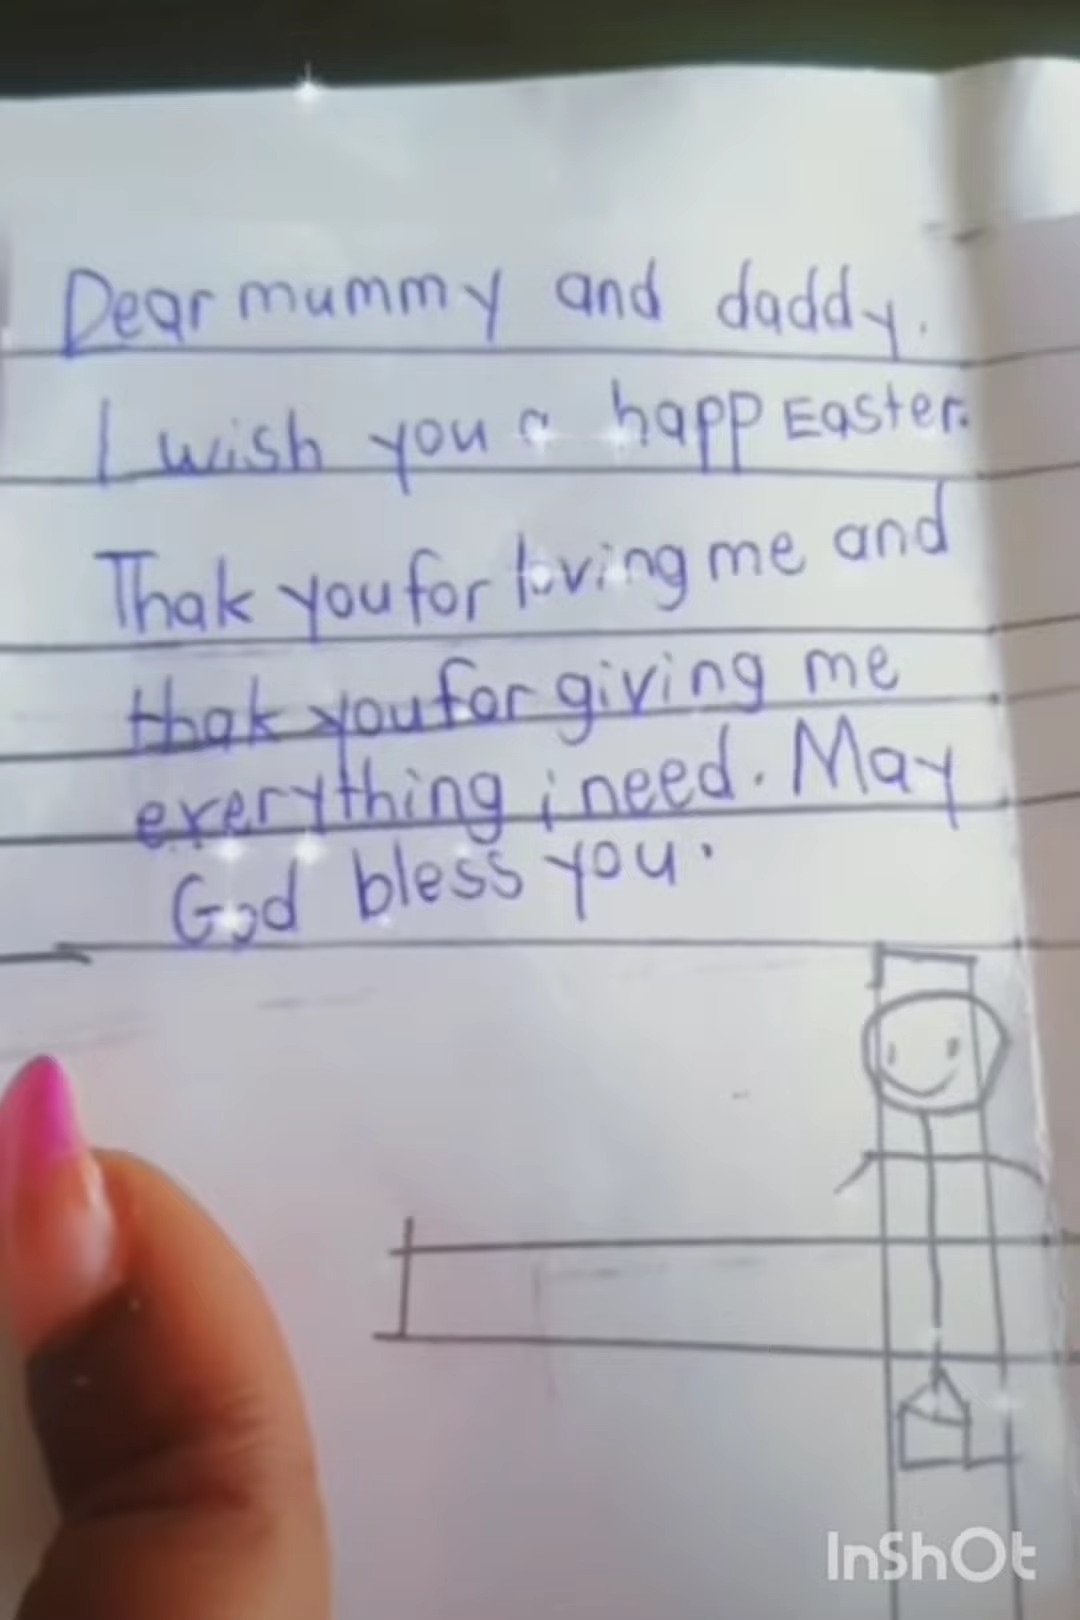 Dear mummy and daddy.
I wish you a happ Easter.
Thak you for loving me and
thak you for giving me
everything i need. May
God bless you.
InShOt